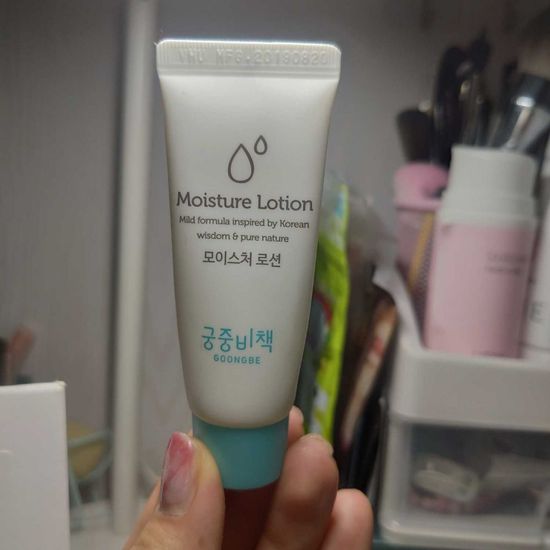 Moisture Lotion
Mild formula inspired by Korean
wisdom & pure nature
모이스처 로션
궁중비책
GOONGBE